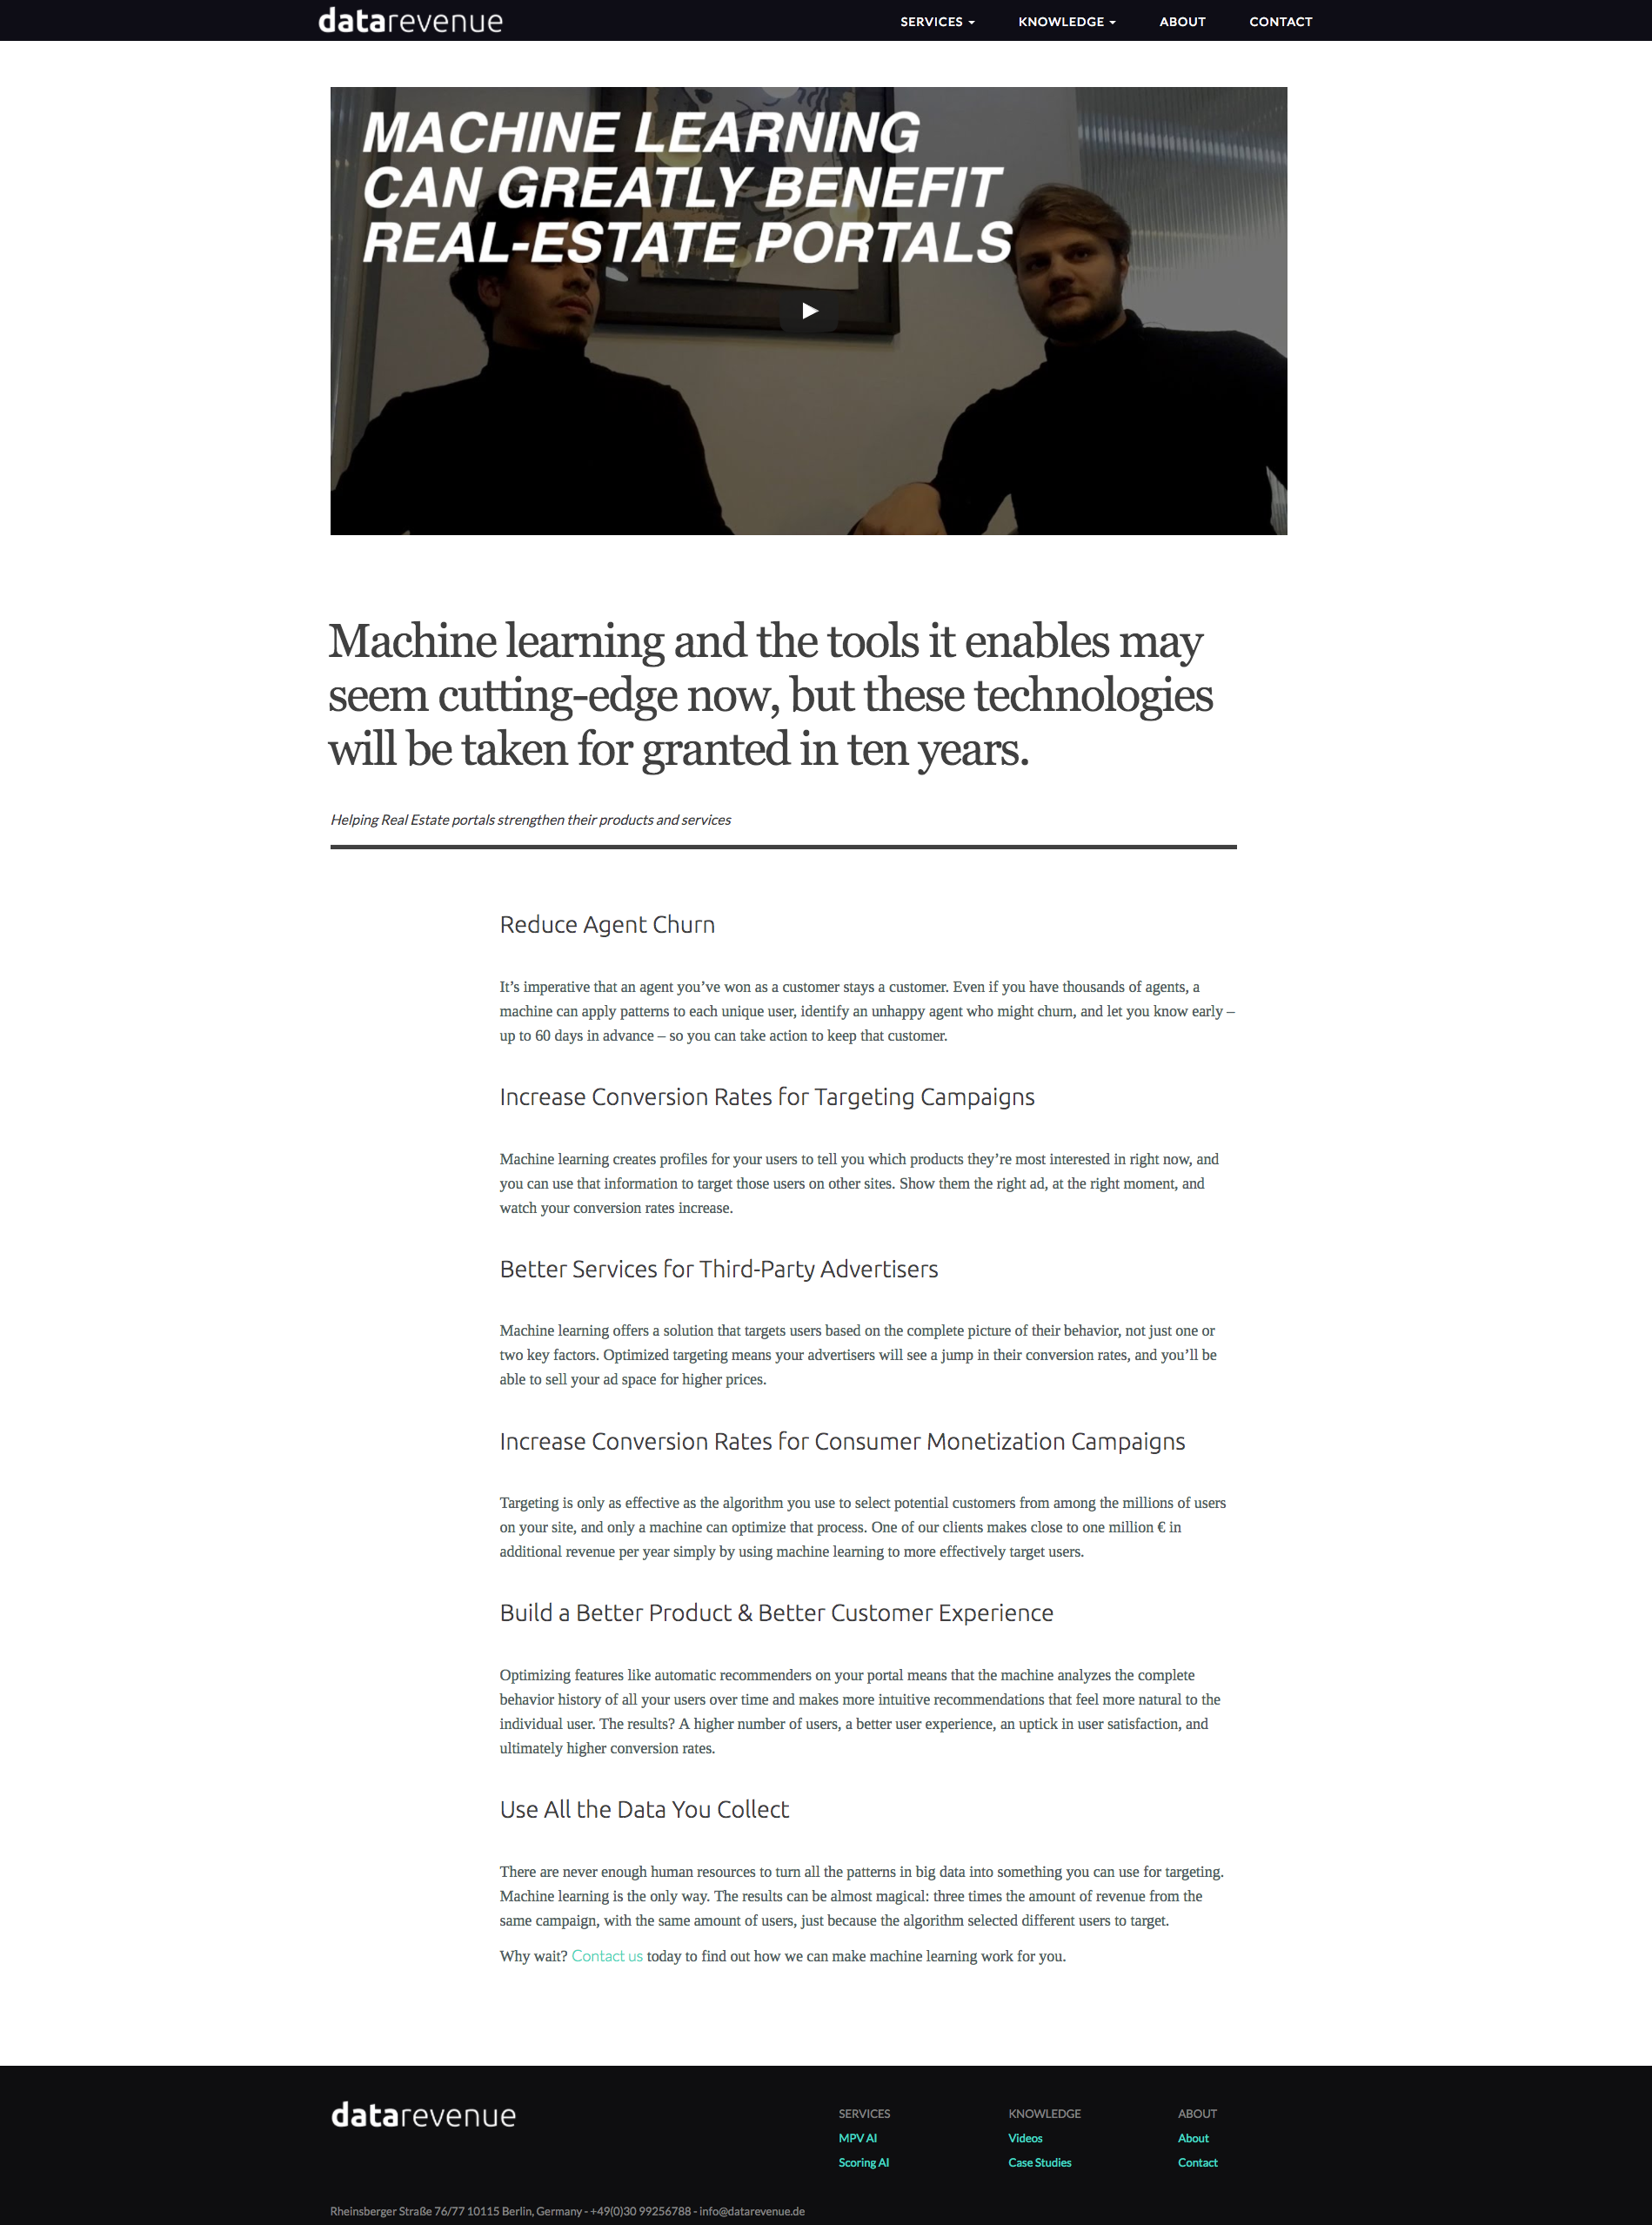 datarevenue
SERVICES
KNOWLEDGE
ABOUT
CONTACT
MACHINE LEARNING
CAN GREATLY BENEFIT
REAL-ESTATE PORTALS
Machine learning and the tools it enables may
seem cutting-edge now, but these technologies
will be taken for granted in ten years.
Helping Real Estate portals strengthen their products and services
Reduce Agent Churn
It’s imperative that an agent you’ve won as a customer stays a customer. Even if you have thousands of agents, a
machine can apply patterns to each unique user, identify an unhappy agent who might churn, and let you know early –
up to 60 days in advance – so you can take action to keep that customer.
Increase Conversion Rates for Targeting Campaigns
Machine learning creates profiles for your users to tell you which products they’re most interested in right now, and
you can use that information to target those users on other sites. Show them the right ad, at the right moment, and
watch your conversion rates increase.
Better Services for Third-Party Advertisers
Machine learning offers a solution that targets users based on the complete picture of their behavior, not just one or
two key factors. Optimized targeting means your advertisers will see a jump in their conversion rates, and you’ll be
able to sell your ad space for higher prices.
Increase Conversion Rates for Consumer Monetization Campaigns
Targeting is only as effective as the algorithm you use to select potential customers from among the millions of users
on your site, and only a machine can optimize that process. One of our clients makes close to one million € in
additional revenue per year simply by using machine learning to more effectively target users.
Build a Better Product & Better Customer Experience
Optimizing features like automatic recommenders on your portal means that the machine analyzes the complete
behavior history of all your users over time and makes more intuitive recommendations that feel more natural to the
individual user. The results? A higher number of users, a better user experience, an uptick in user satisfaction, and
ultimately higher conversion rates.
Use All the Data You Collect
There are never enough human resources to turn all the patterns in big data into something you can use for targeting.
Machine learning is the only way. The results can be almost magical: three times the amount of revenue from the
same campaign, with the same amount of users, just because the algorithm selected different users to target.
Why wait? Contact us today to find out how we can make machine learning work for you.
datarevenue
SERVICES
MPV AI
Scoring AI
KNOWLEDGE
Videos
Case Studies
ABOUT
About
Contact
Rheinsberger Straße 76/77 10115 Berlin, Germany - +49(0)30 99256788 - info@datarevenue.de